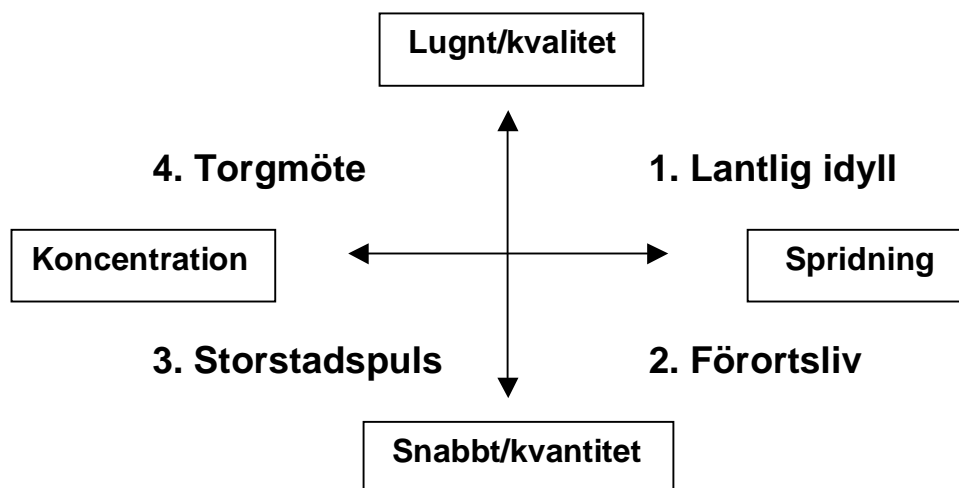 Lugnt/kvalitet
4. Torgmöte
1. Lantlig idyll
Koncentration
Spridning
3. Storstadspuls
2. Förortsliv
Snabbt/kvantitet